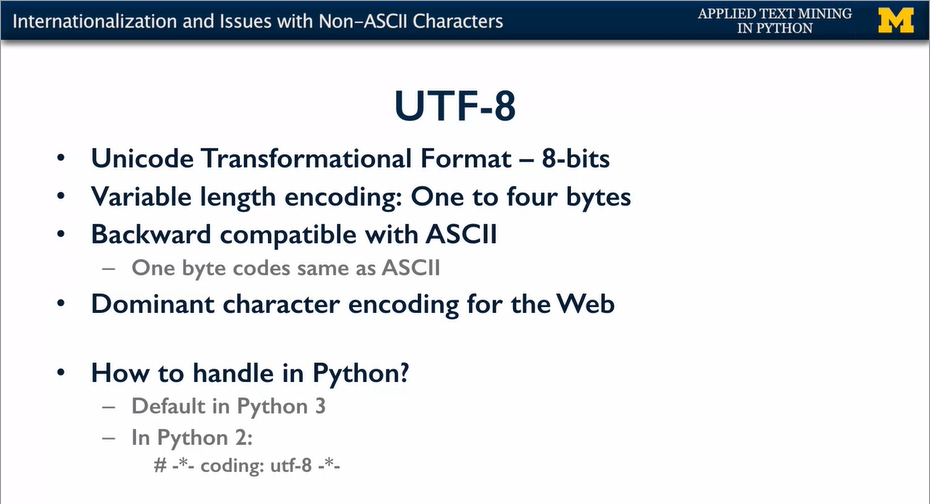 Internationalization and Issues with Non-ASCII Characters
APPLIED TEXT MINING
IN PYTHON
M
UTF-8
• Unicode Transformational Format – 8-bits
• Variable length encoding: One to four bytes
• Backward compatible with ASCII
– One byte codes same as ASCII
• Dominant character encoding for the Web
• How to handle in Python?
– Default in Python 3
– In Python 2:
# -*- coding: utf-8 -*-